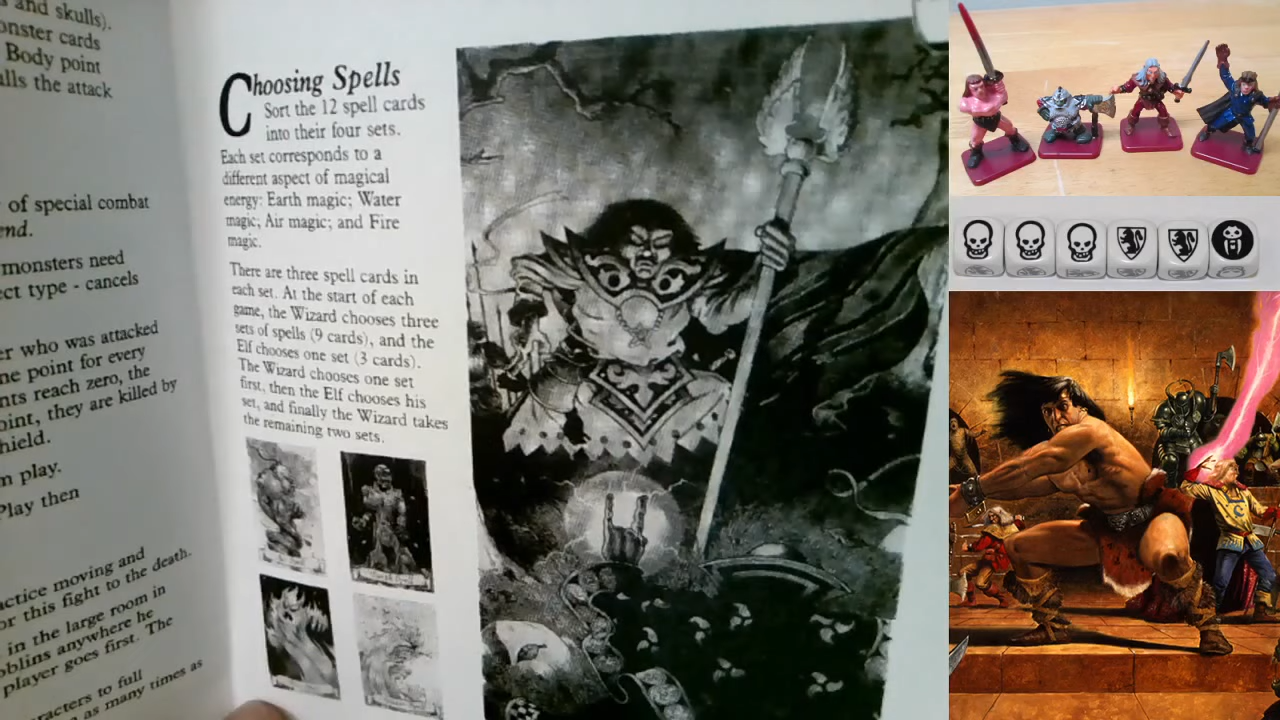 s and skulls).
onster cards
Body point
alls the attack
of special combat
end.
monsters need
ect type - cancels
er who was attacked
ne point for every
nts reach zero, the
oint, they are killed by
hield.
m play.
Play then
actice moving and
or this fight to the death.
in the large room in
oblins anywhere he
player goes first. The
aracters to full
as many times as
Choosing Spells
Sort the 12 spell cards
into their four sets.
Each set corresponds to a
different aspect of magical
energy: Earth magic; Water
magic; Air magic; and Fire
magic.
There are three spell cards in
each set. At the start of each
game, the Wizard chooses three
sets of spells (9 cards), and the
Elf chooses one set (3 cards).
The Wizard chooses one set
first, then the Elf chooses his
set, and finally the Wizard takes
the remaining two sets.